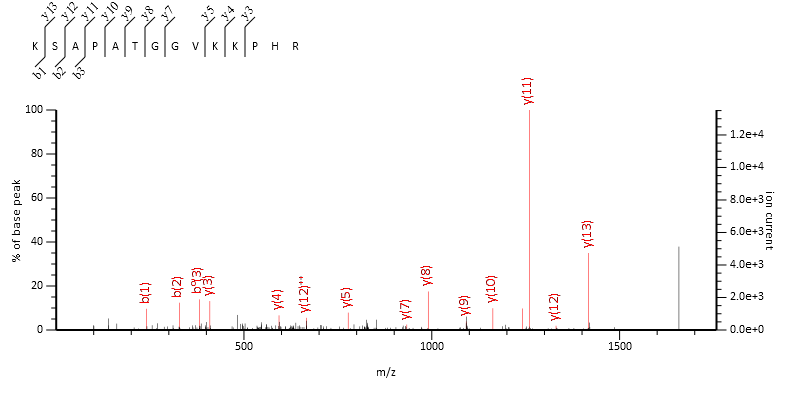 y13 y12 y11 y10 y9 y8 y7 y5 y4 y3
K S A P A T G G V K K P H R
b1 b2 b3
y(11)
100
80
60
40
20
0
% of base peak
1.2e+4
1.0e+4
8.0e+3
6.0e+3
4.0e+3
2.0e+3
0.0e+0
ion current
b(1)
b(2)
b°(3)
y(3)
y(4)
y(12)++
y(5)
y(7)
y(8)
y(9)
y(10)
y(12)
y(13)
500 1000 1500
m/z